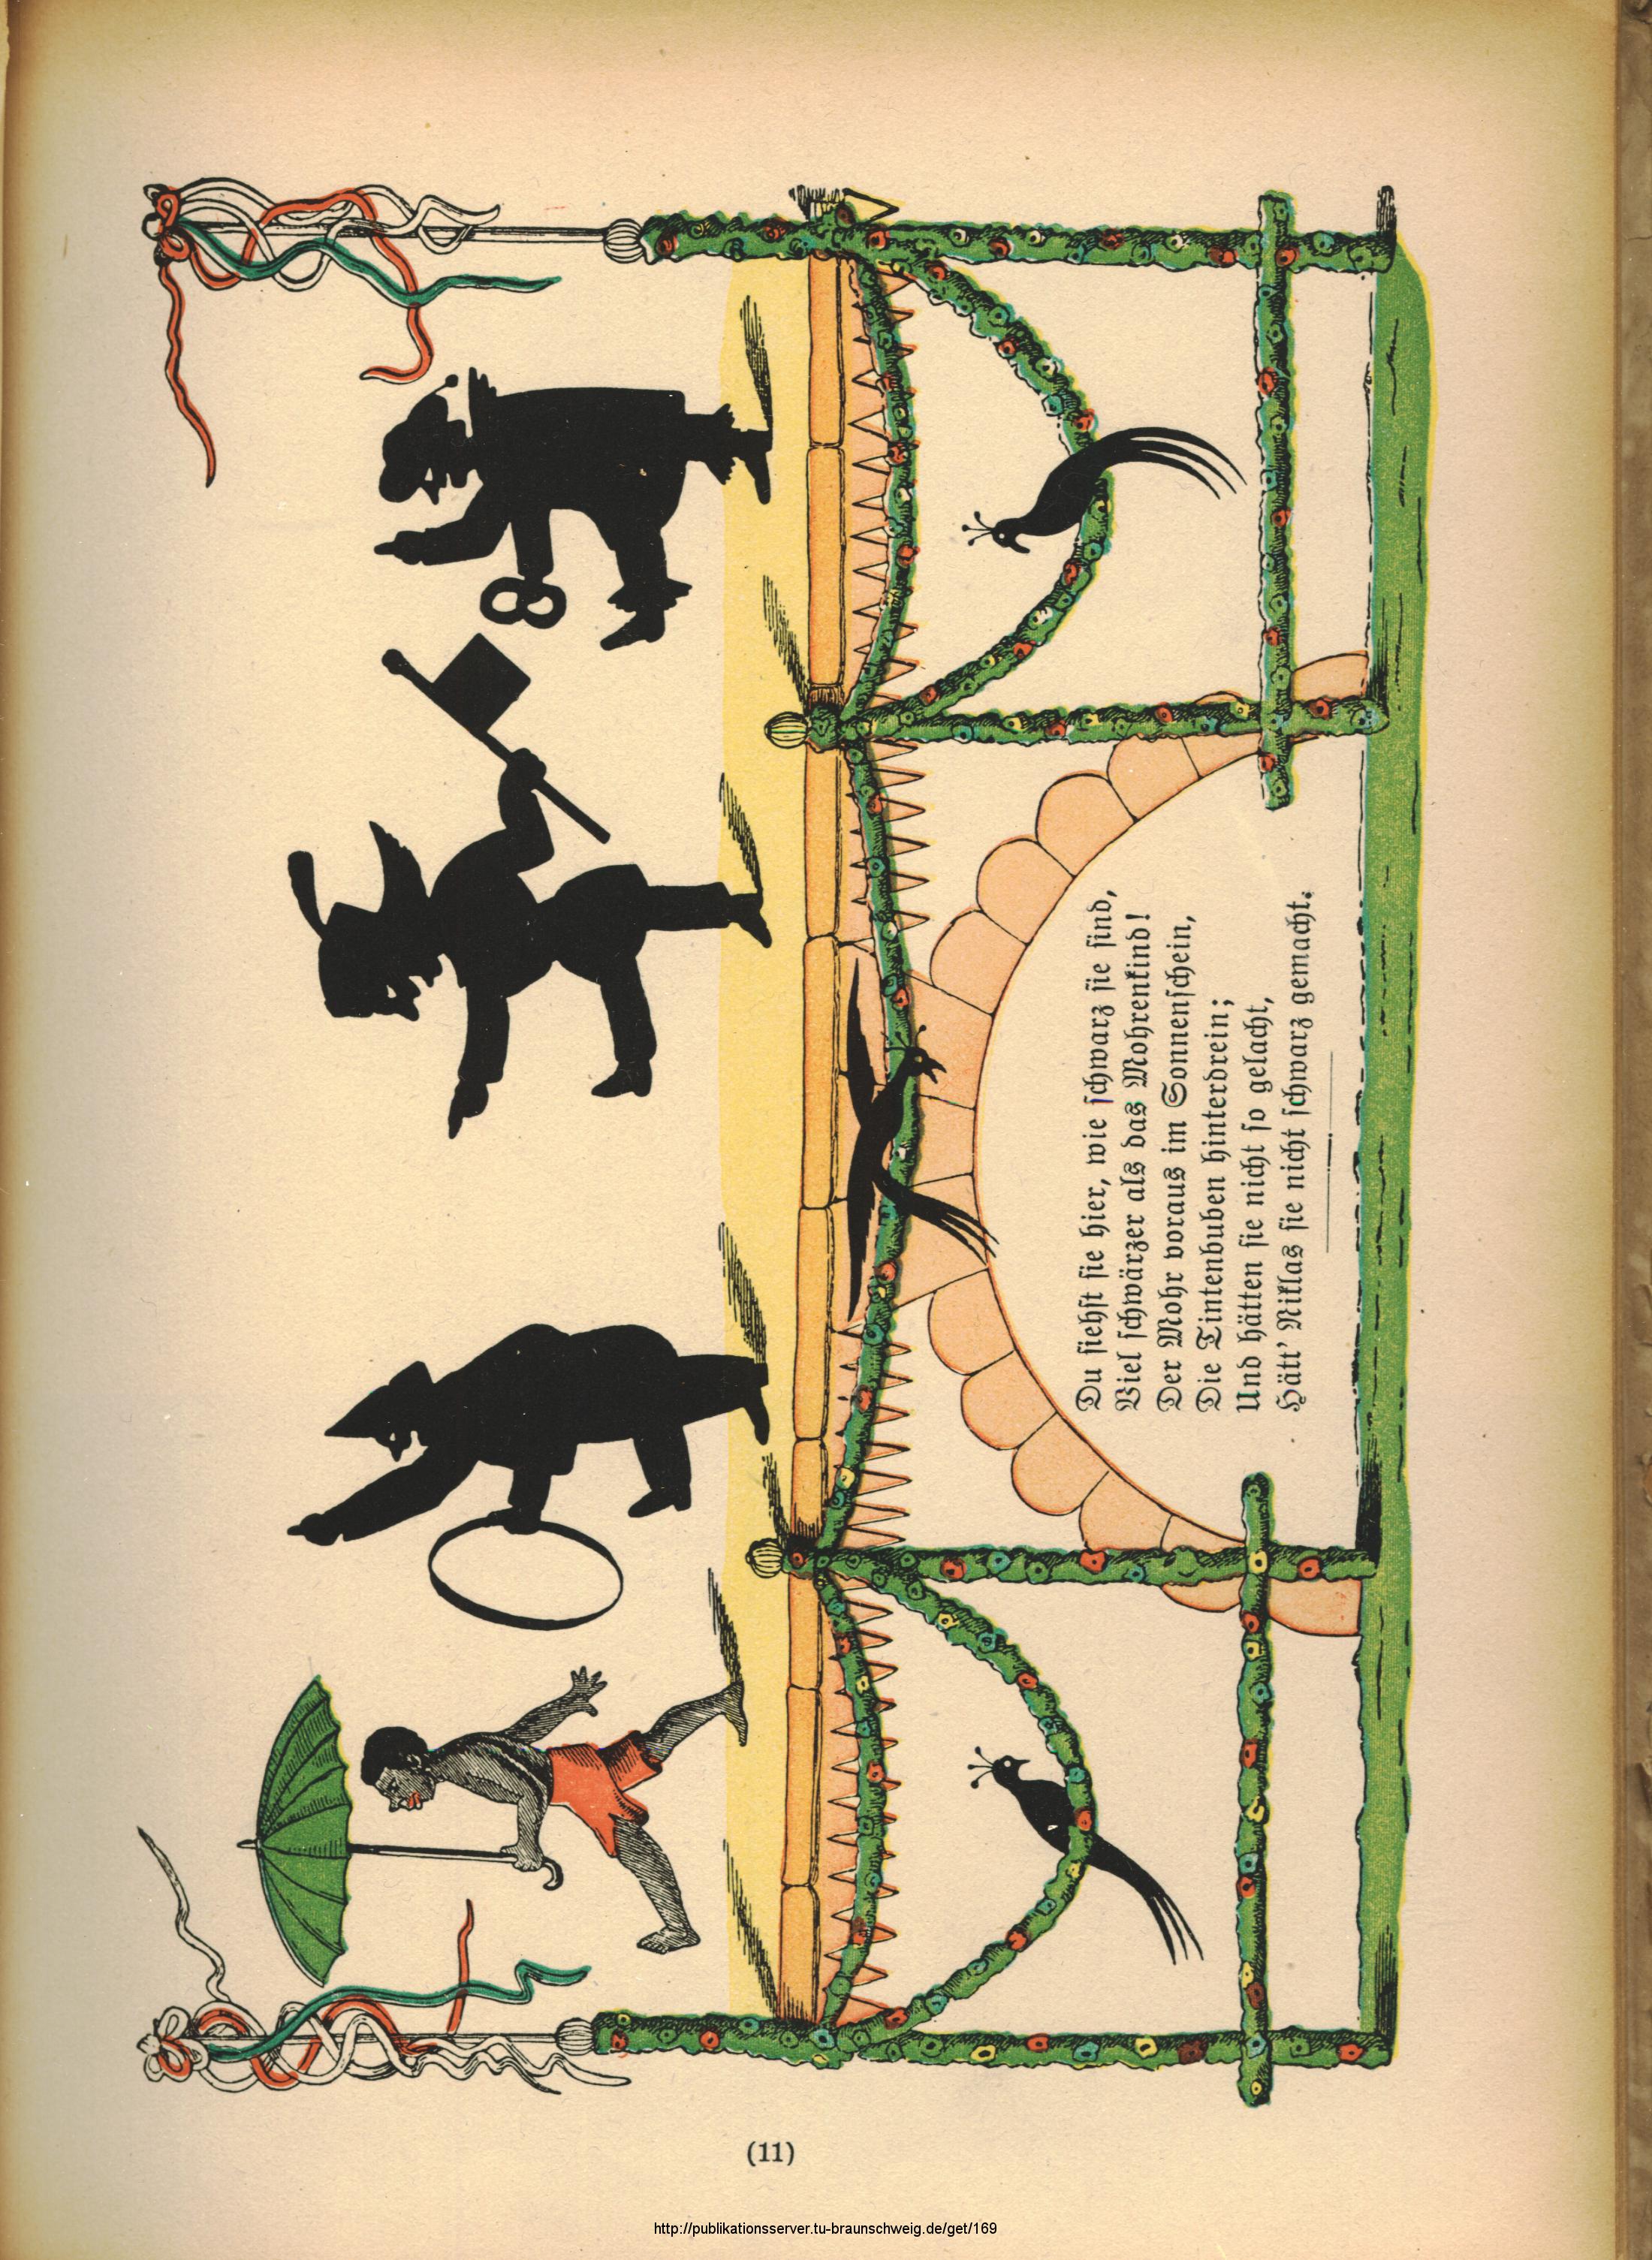 Du siehst sie hier, wie schwarz sie sind,
Viel schwärzer als das Mohrenkind!
Der Mohr voraus im Sonnenschein,
Die Tintenbuben hinterdrein;
Und hätten sie nicht so gelacht,
Hätt' Niklas sie nicht schwarz gemacht.
8
(11)
http://publikationsserver.tu-braunschweig.de/get/169